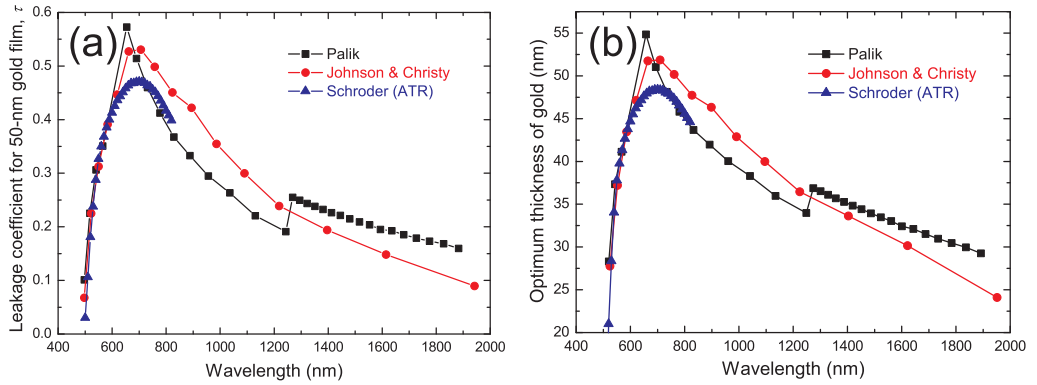 (a)
Palik
Johnson & Christy
Schroder (ATR)
Leakage coefficient for 50-nm gold film, τ
0.6
0.5
0.4
0.3
0.2
0.1
0.0
400 600 800 1000 1200 1400 1600 1800 2000
Wavelength (nm)
(b)
Palik
Johnson & Christy
Schroder (ATR)
Optimum thickness of gold (nm)
55
50
45
40
35
30
25
20
400 600 800 1000 1200 1400 1600 1800 2000
Wavelength (nm)